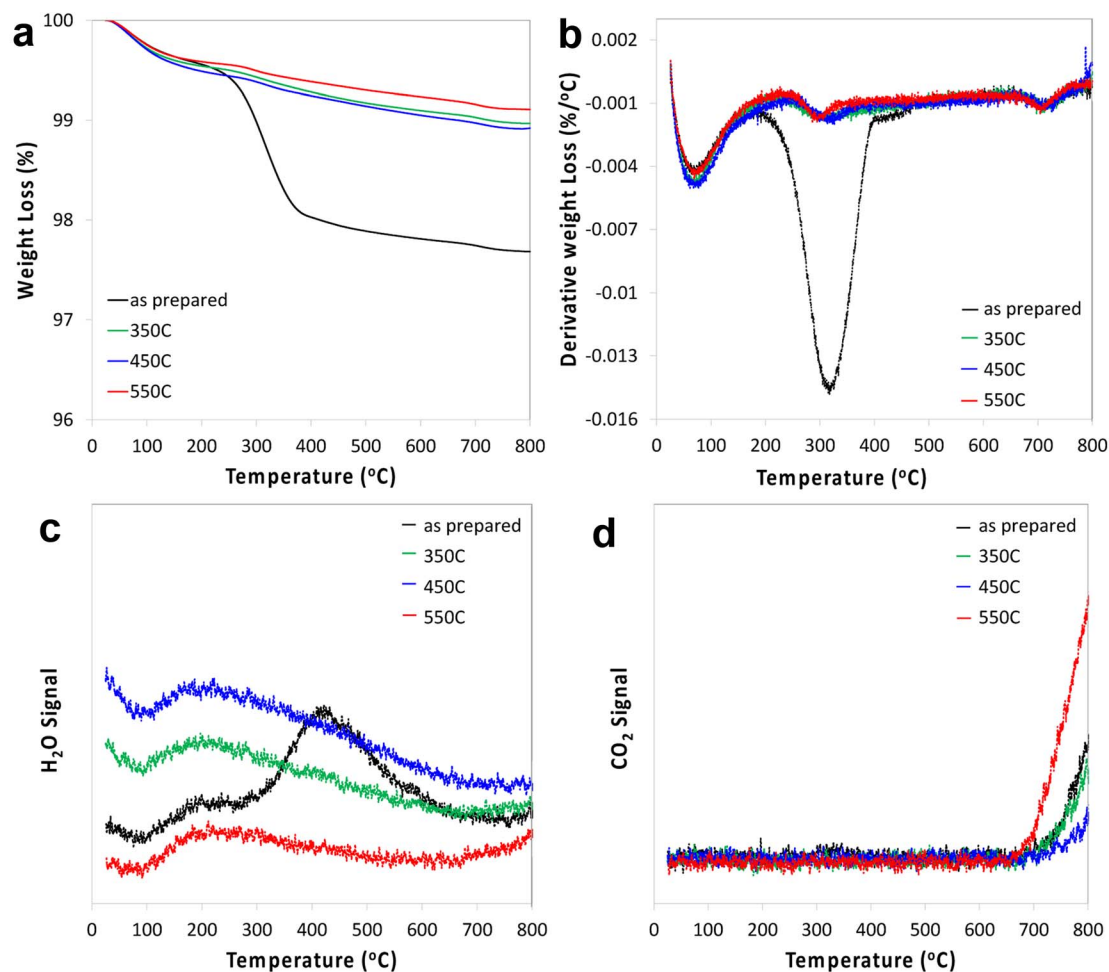 a
100
99
98
97
96
Weight Loss (%)
as prepared
350C
450C
550C
0 100 200 300 400 500 600 700 800
Temperature (°C)
b
0.002
-0.001
-0.004
-0.007
-0.01
-0.013
-0.016
Derivative weight Loss (%/°C)
as prepared
350C
450C
550C
0 100 200 300 400 500 600 700 800
Temperature (°C)
c
H₂O Signal
as prepared
350C
450C
550C
0 100 200 300 400 500 600 700 800
Temperature (°C)
d
CO₂ Signal
as prepared
350C
450C
550C
0 100 200 300 400 500 600 700 800
Temperature (°C)